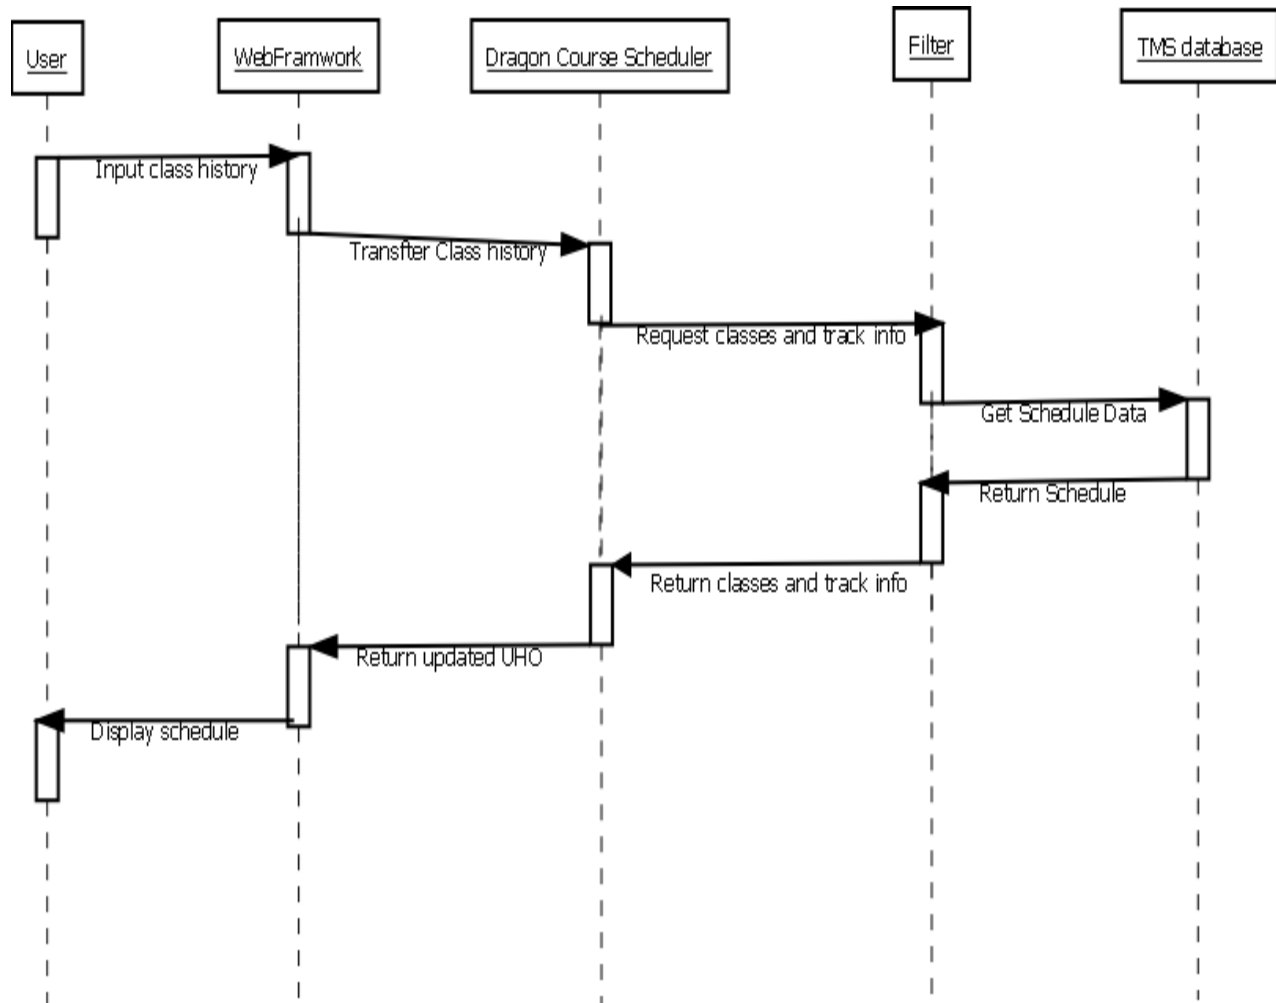 User
WebFramwork
Dragon Course Scheduler
Filter
TMS database
Input class history
Transfter Class history
Request classes and track info
Get Schedule Data
Return Schedule
Return classes and track info
Return updated UHO
Display schedule